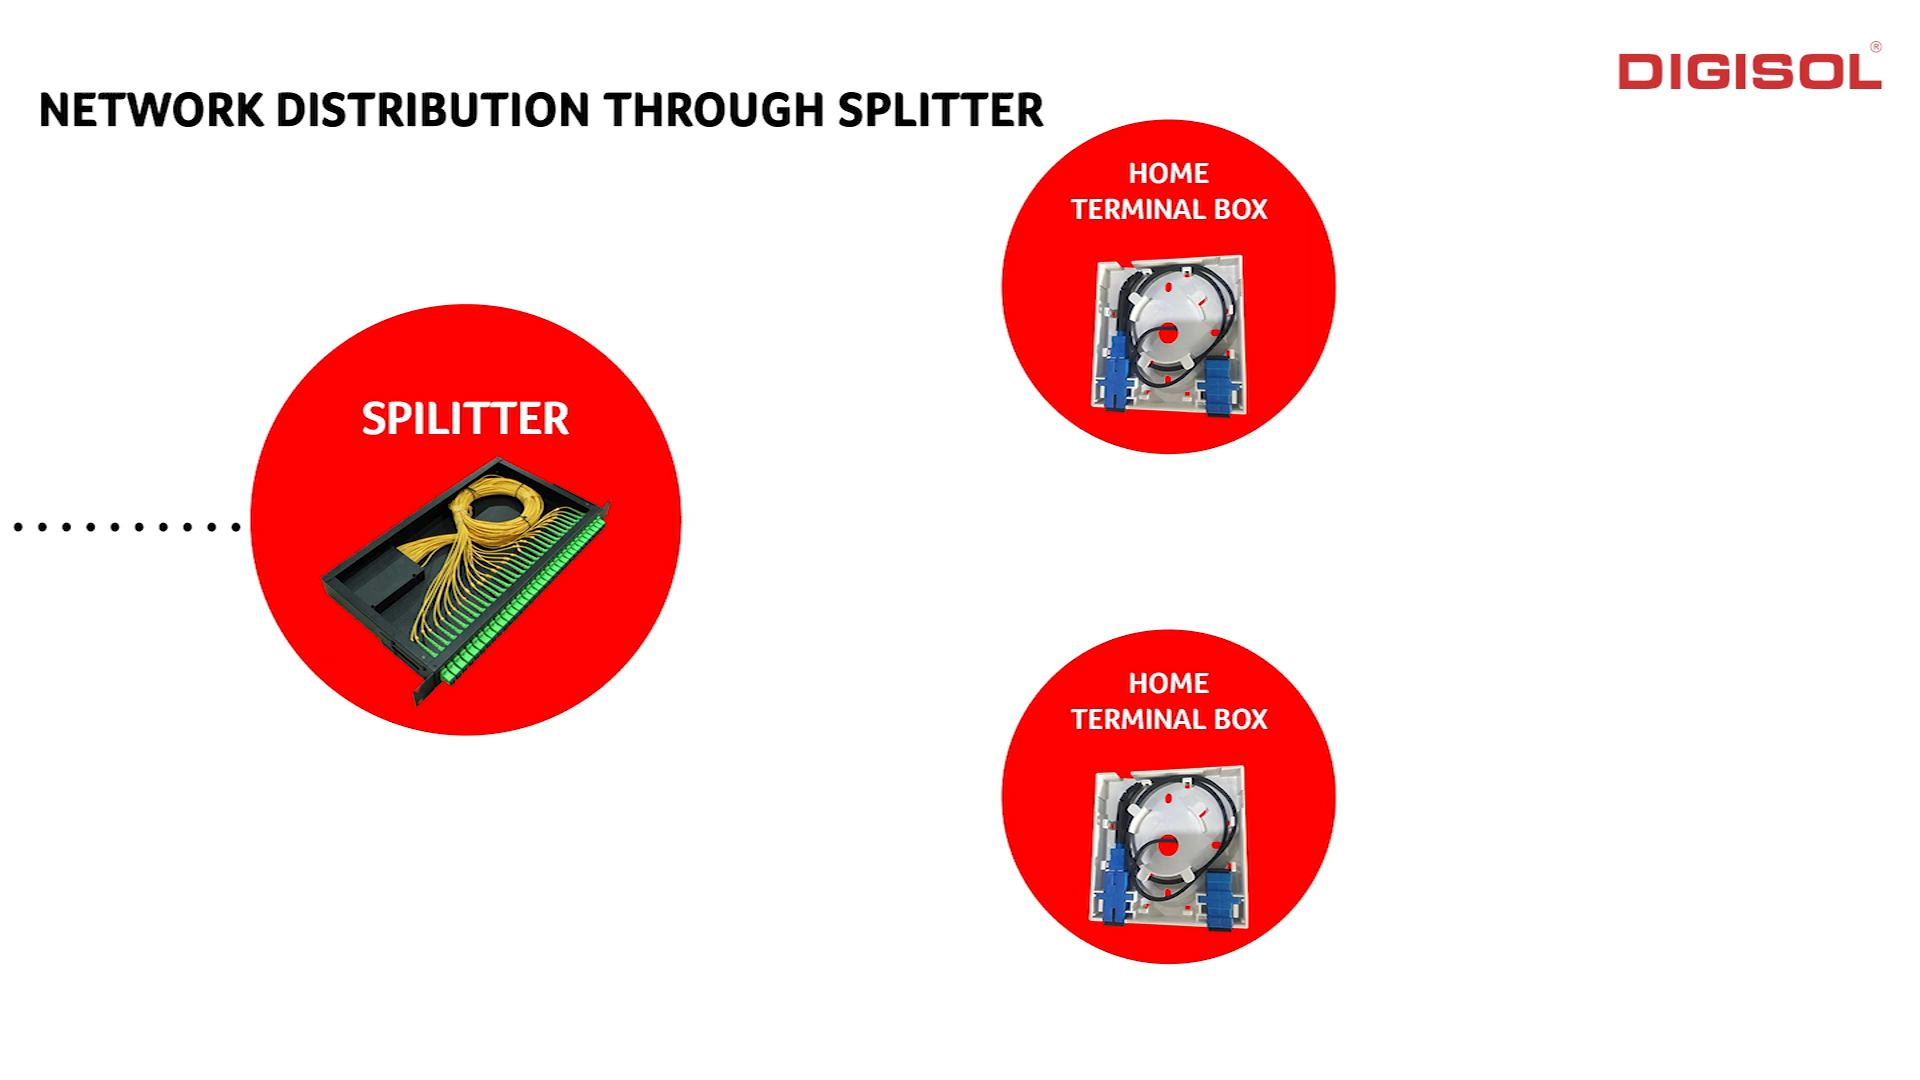 DIGISOL®
NETWORK DISTRIBUTION THROUGH SPLITTER
HOME
TERMINAL BOX
SPILITTER
HOME
TERMINAL BOX